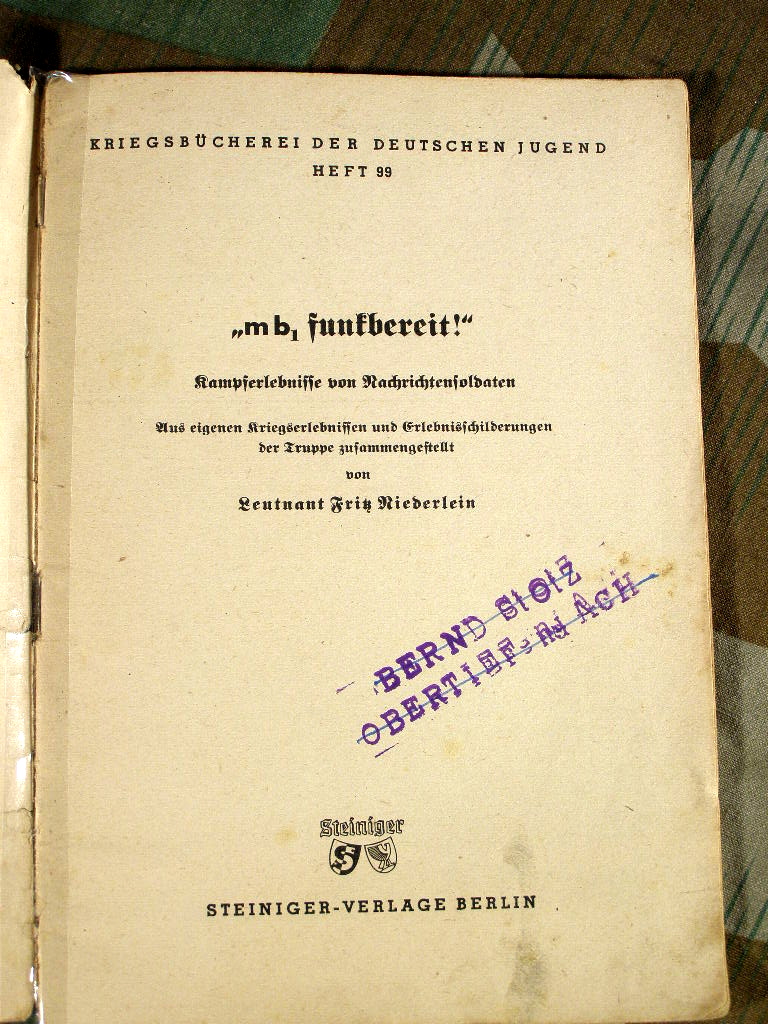 KRIEGSBÜCHEREI DER DEUTSCHEN JUGEND
HEFT 99
„mb₁ funkbereit!“
Kampferlebnisse von Nachrichtensoldaten
Aus eigenen Kriegserlebnissen und Erlebnisschilderungen
der Truppe zusammengestellt
von
Leutnant Fritz Niederlein
BERND STOLZ
Steiniger
STEINIGER-VERLAGE BERLIN